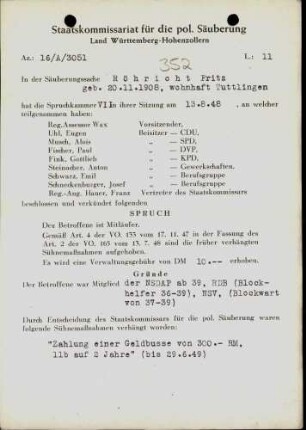 Staatskommissariat für die pol. Säuberung
Land Württemberg-Hohenzollern
Az.: 16/A/3051
L.: 11
352
In der Säuberungssache Röhricht Fritz
geb. 20.11.1908, wohnhaft Tuttlingen
hat die Spruchkammer VIIa in ihrer Sitzung am 13.8.48, an welcher
teilgenommen haben:
Reg.Assessor Wax Vorsitzender,
Uhl, Eugen Beisitzer — CDU,
Munsch, Alois „ — SPD,
Fischer, Paul „ — DVP,
Fink, Gottlieb „ — KPD,
Steinacher, Anton „ — Gewerkschaften,
Schwarz, Emil „ — Berufsgruppe
Schneckenburger, Josef „ — Berufsgruppe
Reg.-Ang. Hauer, Franz Vertreter des Staatskommissars
beschlossen und verkündet folgenden
SPRUCH
Der Betroffene ist Mitläufer.
Gemäß Art. 4 der VO. 133 vom 17. 11. 47 in der Fassung des
Art. 2 der VO. 165 vom 13. 7. 48 sind die früher verhängten
Sühnemaßnahmen aufgehoben.
Es wird eine Verwaltungsgebühr von DM 10.-- erhoben.
Gründe
Der Betroffene war Mitglied der NSDAP ab 39, RDB (Block-
helfer 36-39), NSV, (Blockwart
von 37-39)
Durch Entscheidung des Staatskommissars für die pol. Säuberung waren
folgende Sühnemaßnahmen verhängt worden:
"Zahlung einer Geldbusse von 300.- RM,
11b auf 2 Jahre" (bis 29.6.49)